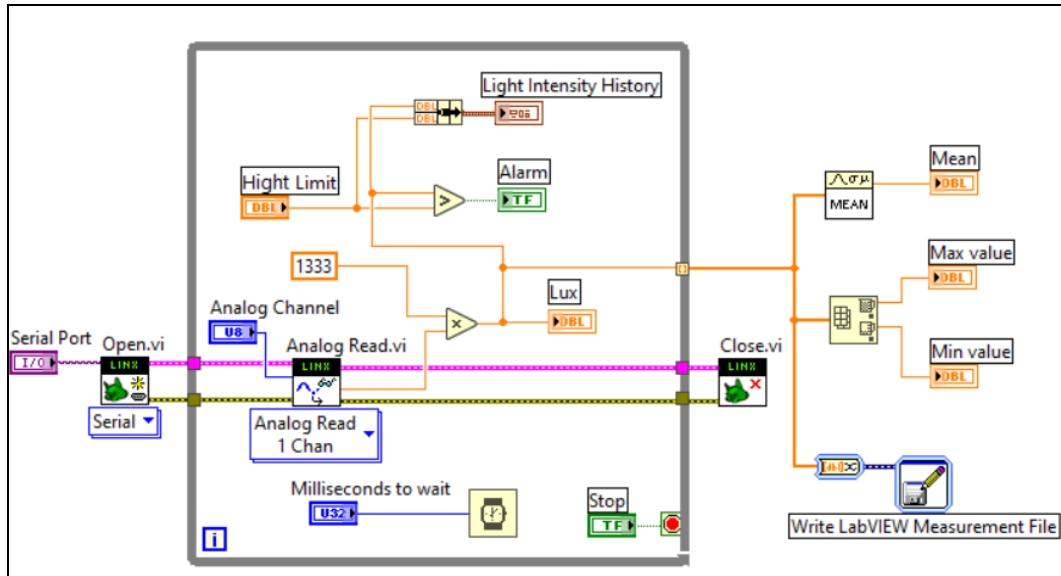 Light Intensity History
DBL
DBL
Hight Limit
DBL
Alarm
TF
>
1333
Lux
DBL
x
Analog Channel
U8
Serial Port
I/O
Open.vi
LINX
Serial
Analog Read.vi
LINX
Analog Read
1 Chan
Close.vi
LINX
Milliseconds to wait
U32
Stop
TF
i
Mean
DBL
σμ
MEAN
Max value
DBL
Min value
DBL
Write LabVIEW Measurement File